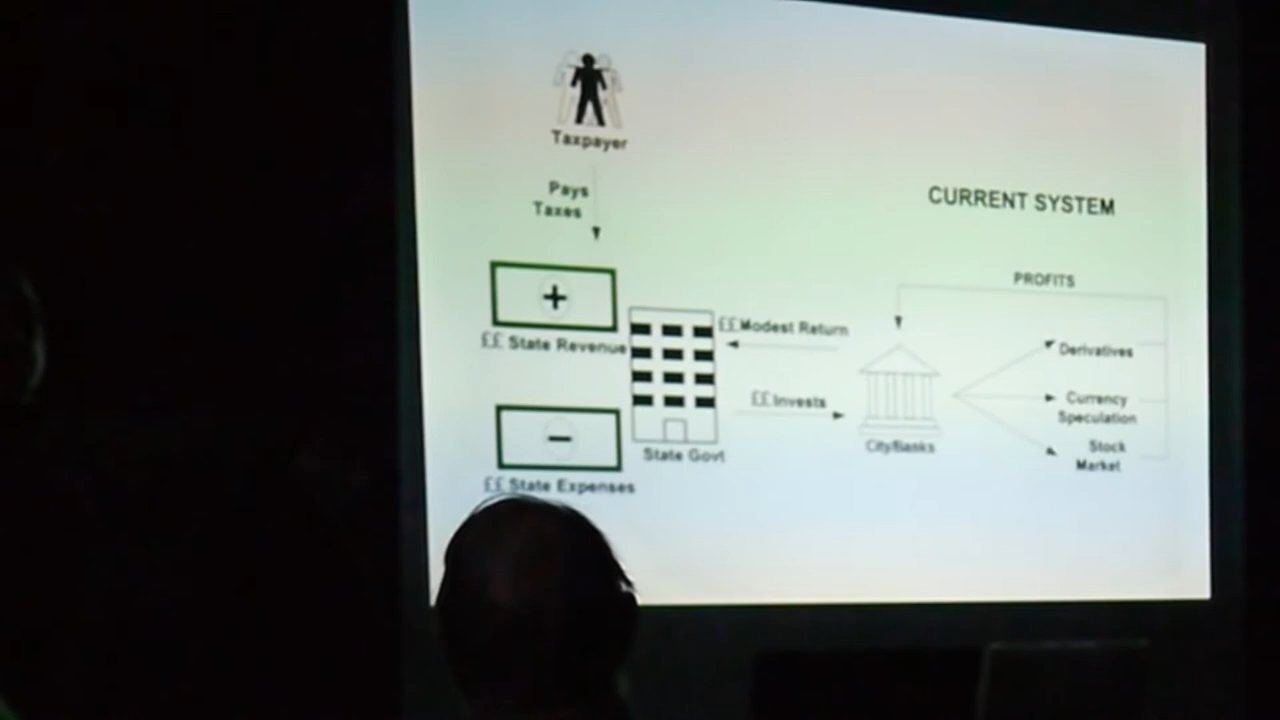 Taxpayer
Pays
Taxes
CURRENT SYSTEM
PROFITS
+
££ State Revenue
££Modest Return
Derivatives
££Invests
Currency
Speculation
City/Banks
Stock
Market
−
State Govt
££ State Expenses